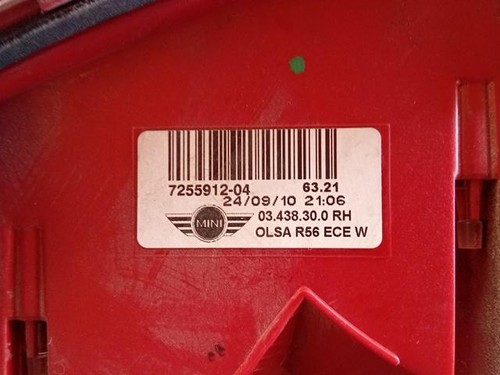 7255912-04 63.21
24/09/10 21:06
MINI 03.438.30.0 RH
OLSA R56 ECE W